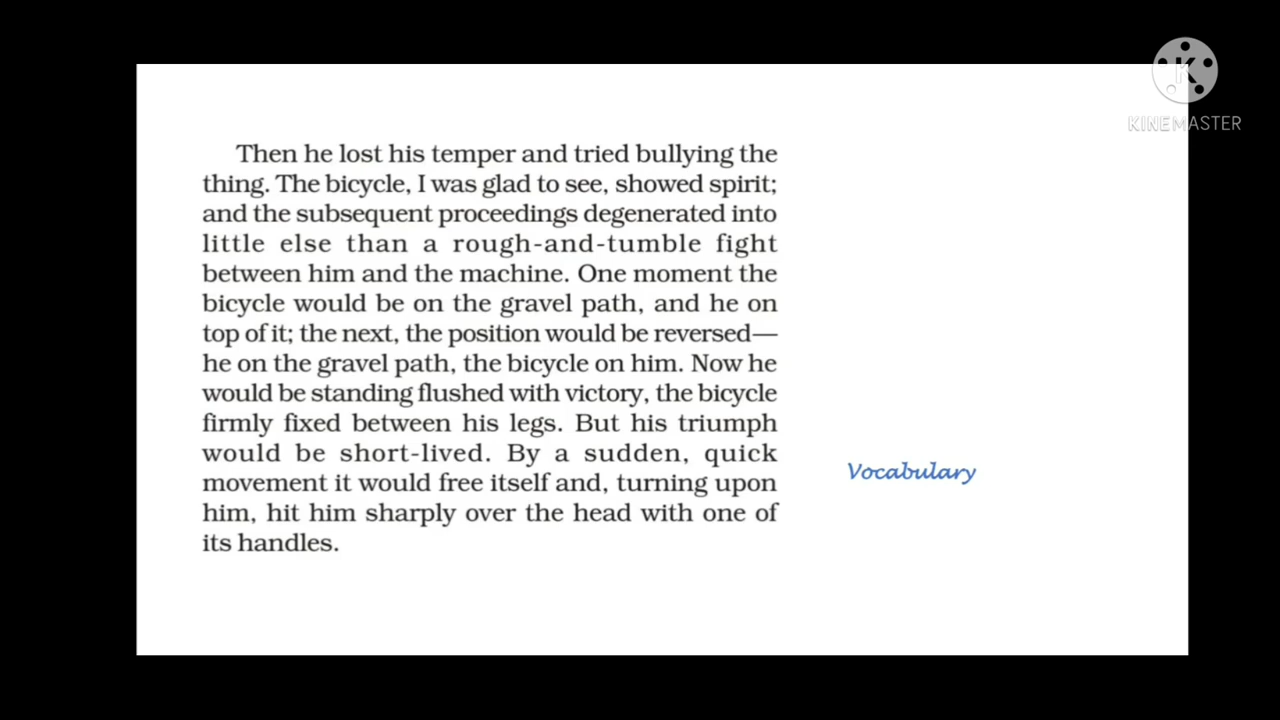 KINEMASTER
Then he lost his temper and tried bullying the
thing. The bicycle, I was glad to see, showed spirit;
and the subsequent proceedings degenerated into
little else than a rough-and-tumble fight
between him and the machine. One moment the
bicycle would be on the gravel path, and he on
top of it; the next, the position would be reversed—
he on the gravel path, the bicycle on him. Now he
would be standing flushed with victory, the bicycle
firmly fixed between his legs. But his triumph
would be short-lived. By a sudden, quick
movement it would free itself and, turning upon
him, hit him sharply over the head with one of
its handles.
Vocabulary